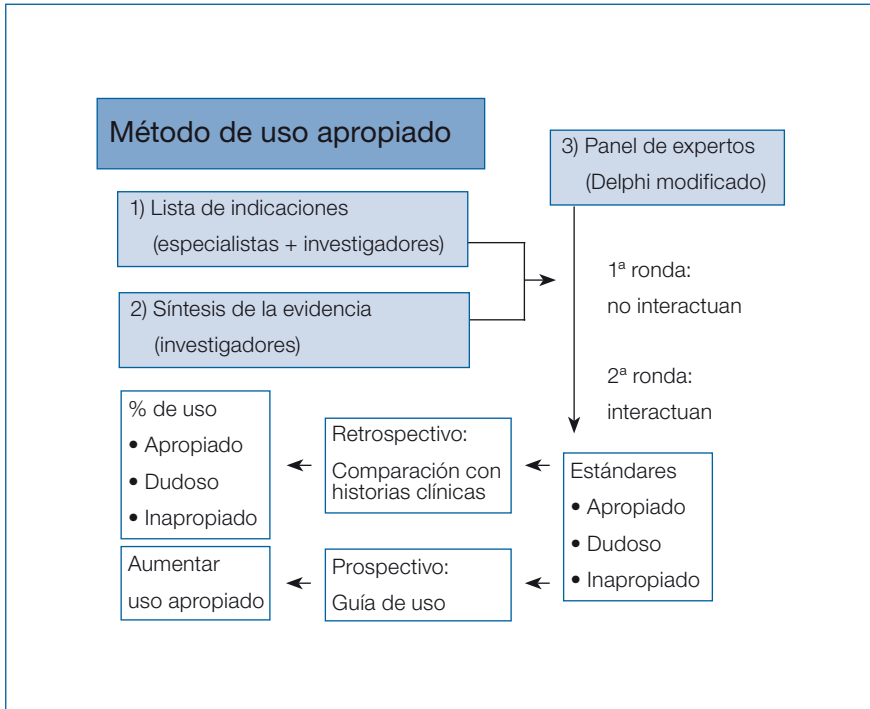 Método de uso apropiado
1) Lista de indicaciones
(especialistas + investigadores)
2) Síntesis de la evidencia
(investigadores)
3) Panel de expertos
(Delphi modificado)
1ª ronda:
no interactuan
2ª ronda:
interactuan
Estándares
• Apropiado
• Dudoso
• Inapropiado
Retrospectivo:
Comparación con
historias clínicas
% de uso
• Apropiado
• Dudoso
• Inapropiado
Prospectivo:
Guía de uso
Aumentar
uso apropiado